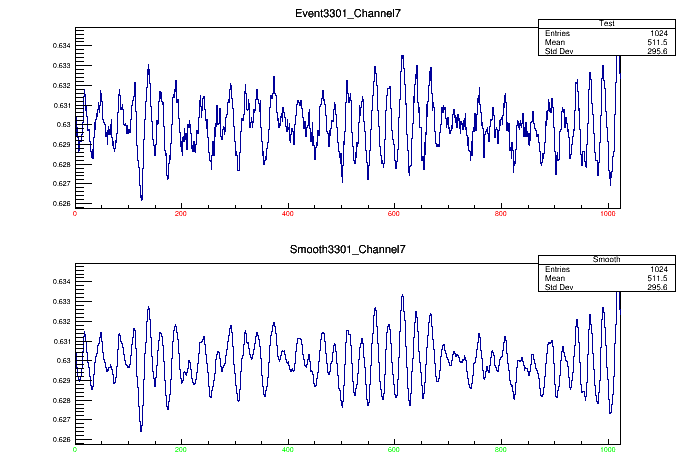 Event3301_Channel7
Test
Entries 1024
Mean 511.5
Std Dev 295.6
0.634
0.633
0.632
0.631
0.63
0.629
0.628
0.627
0.626
0 200 400 600 800 1000
Smooth3301_Channel7
Smooth
Entries 1024
Mean 511.5
Std Dev 295.6
0.634
0.633
0.632
0.631
0.63
0.629
0.628
0.627
0.626
0 200 400 600 800 1000